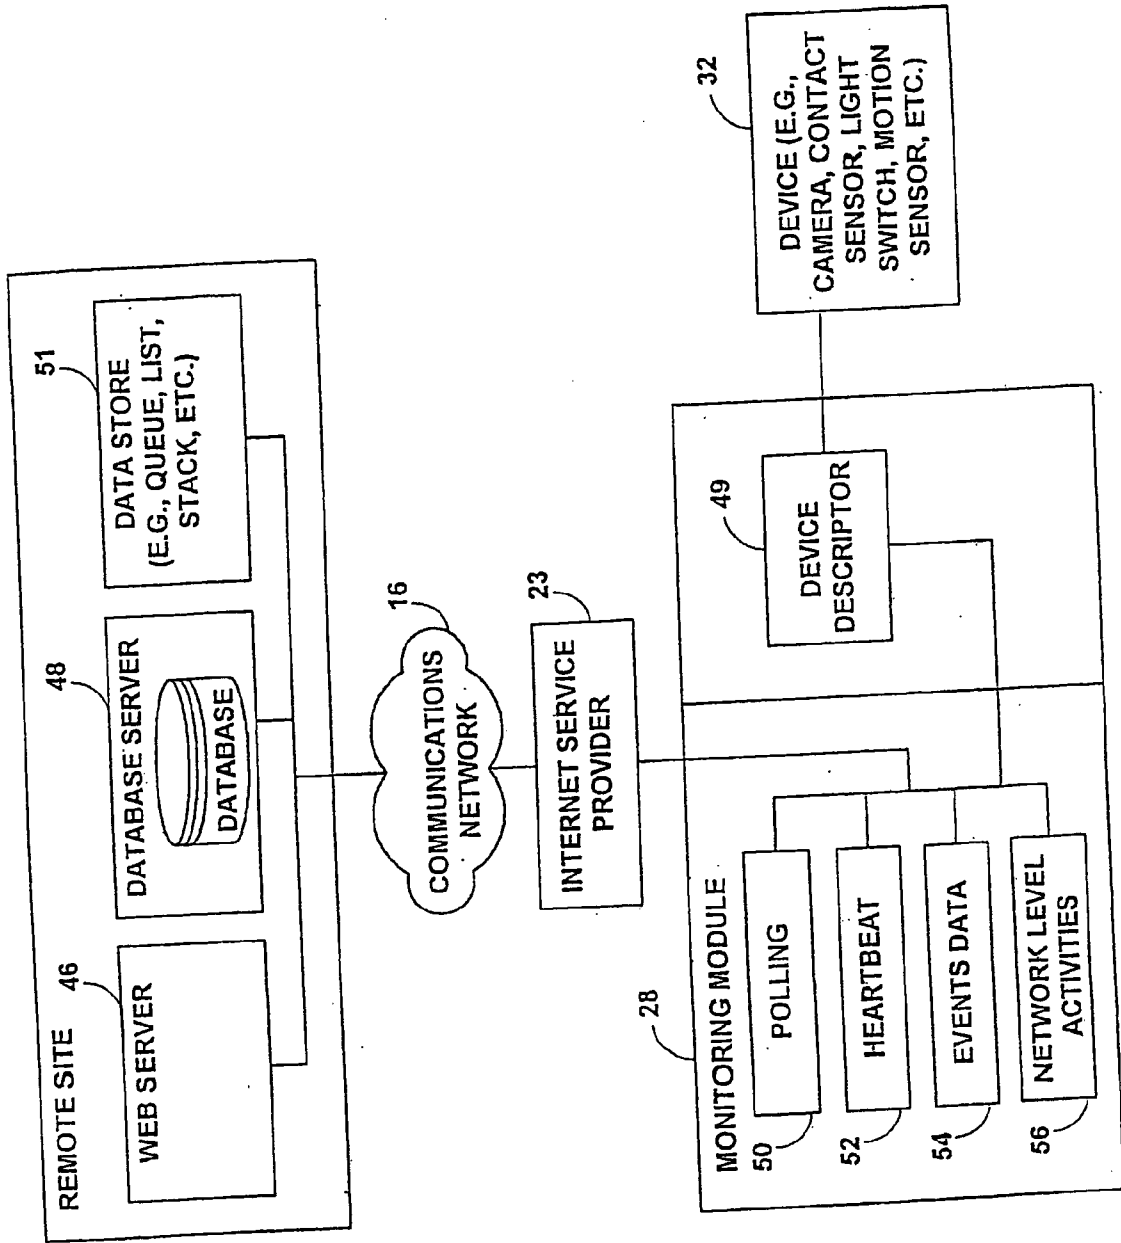 REMOTE SITE
46
WEB SERVER
48
DATABASE SERVER
DATABASE
51
DATA STORE
(E.G., QUEUE, LIST,
STACK, ETC.)
16
COMMUNICATIONS
NETWORK
23
INTERNET SERVICE
PROVIDER
28
MONITORING MODULE
50
POLLING
52
HEARTBEAT
54
EVENTS DATA
56
NETWORK LEVEL
ACTIVITIES
49
DEVICE
DESCRIPTOR
32
DEVICE (E.G.,
CAMERA, CONTACT
SENSOR, LIGHT
SWITCH, MOTION
SENSOR, ETC.)